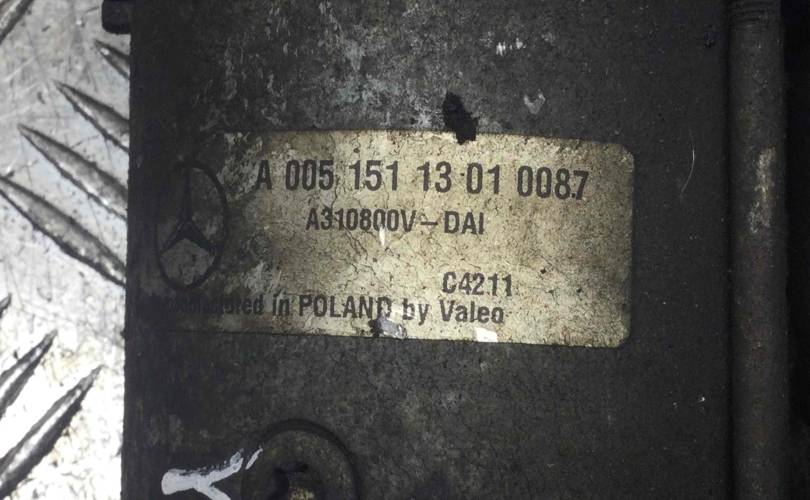 A 005 151 13 01 0087
A310800V-DAI
C4211
in POLAND by Valeo